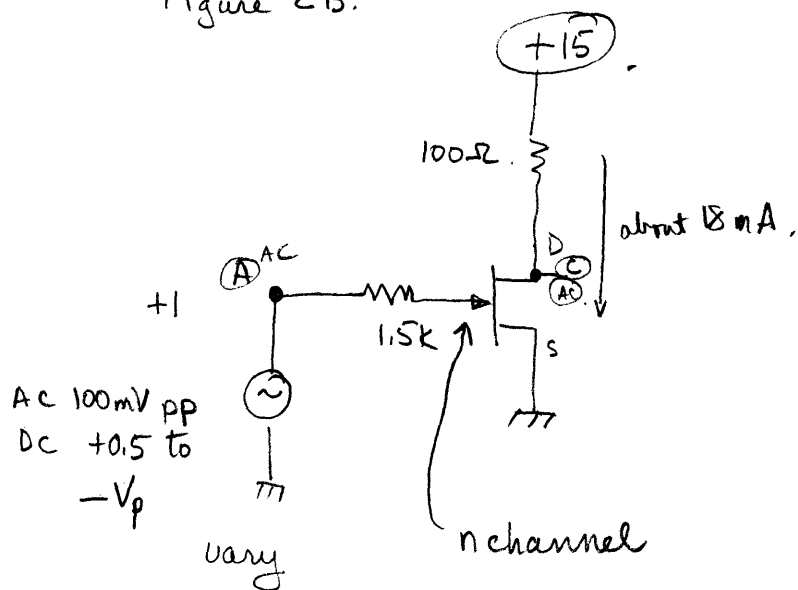 Figure 2B.
+15
100Ω
about 18 mA.
D
C
AC
A AC
+1
1.5K
S
AC 100mV pp
DC +0.5 to
-Vp
vary
n channel